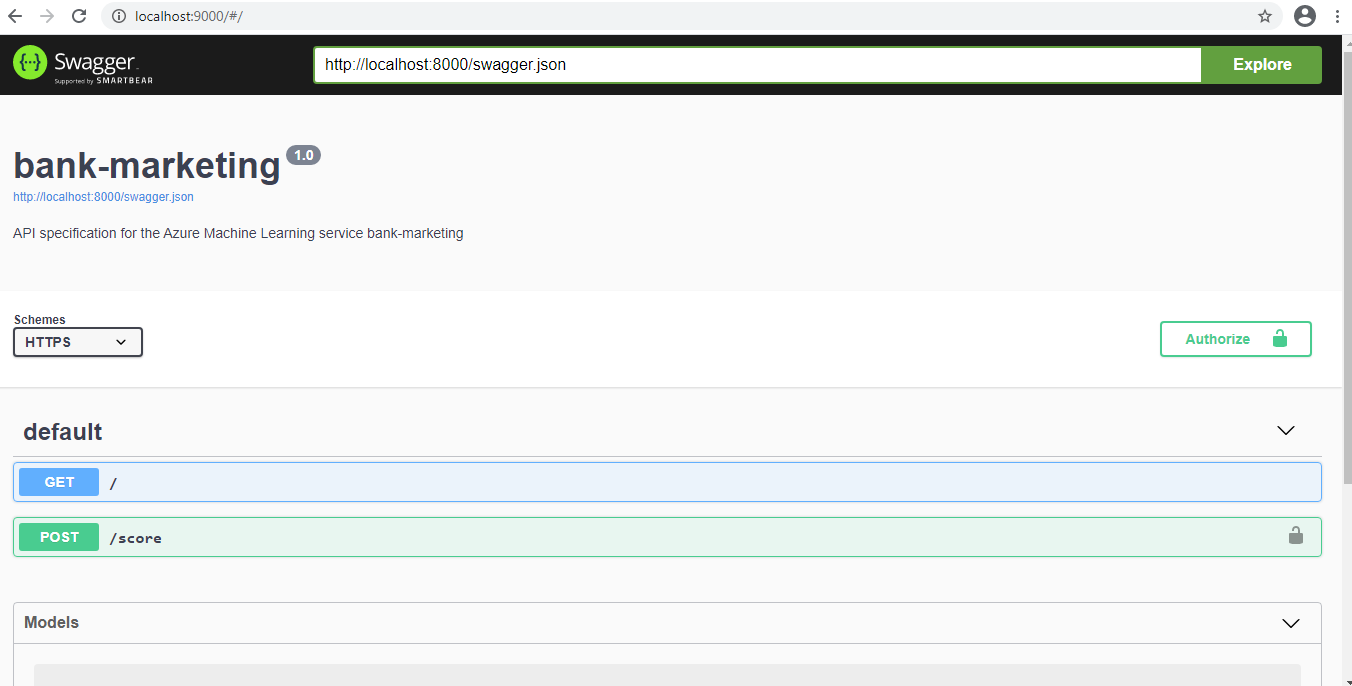 localhost:9000/#/
{··} Swagger.
Supported by SMARTBEAR
http://localhost:8000/swagger.json
Explore
bank-marketing 1.0
http://localhost:8000/swagger.json
API specification for the Azure Machine Learning service bank-marketing
Schemes
HTTPS
Authorize
default
GET /
POST /score
Models